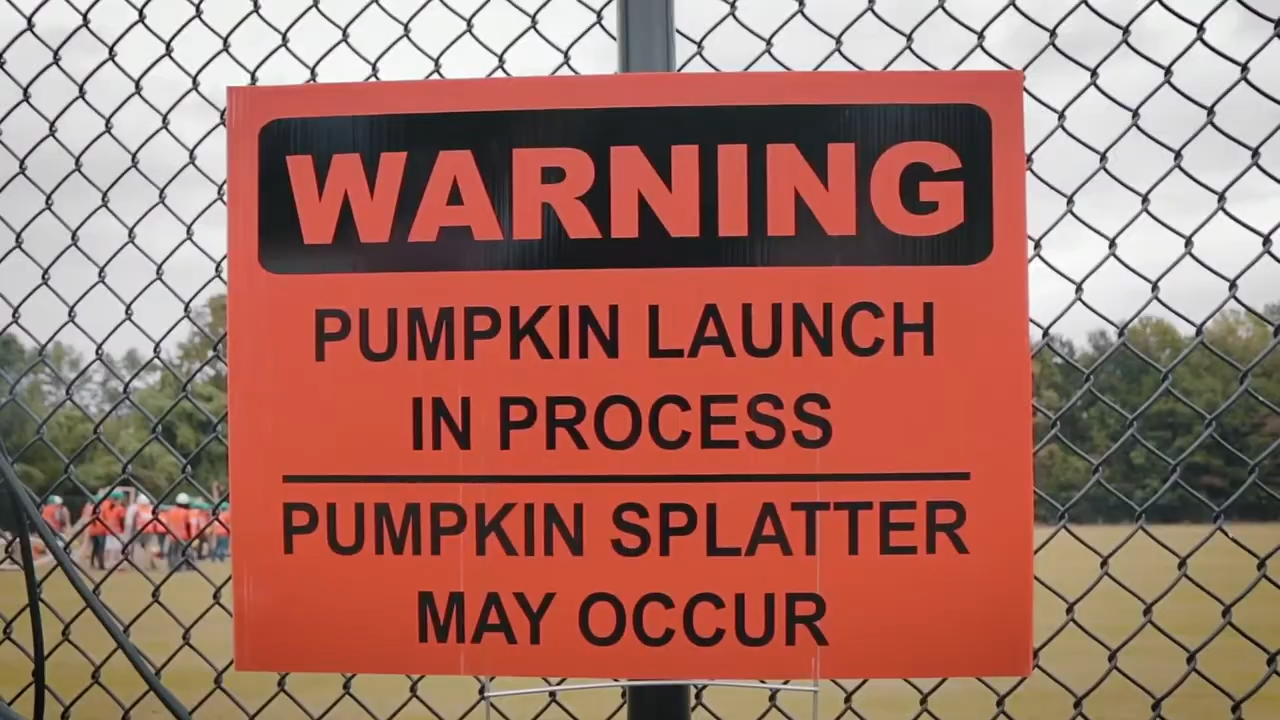 WARNING
PUMPKIN LAUNCH
IN PROCESS
PUMPKIN SPLATTER
MAY OCCUR